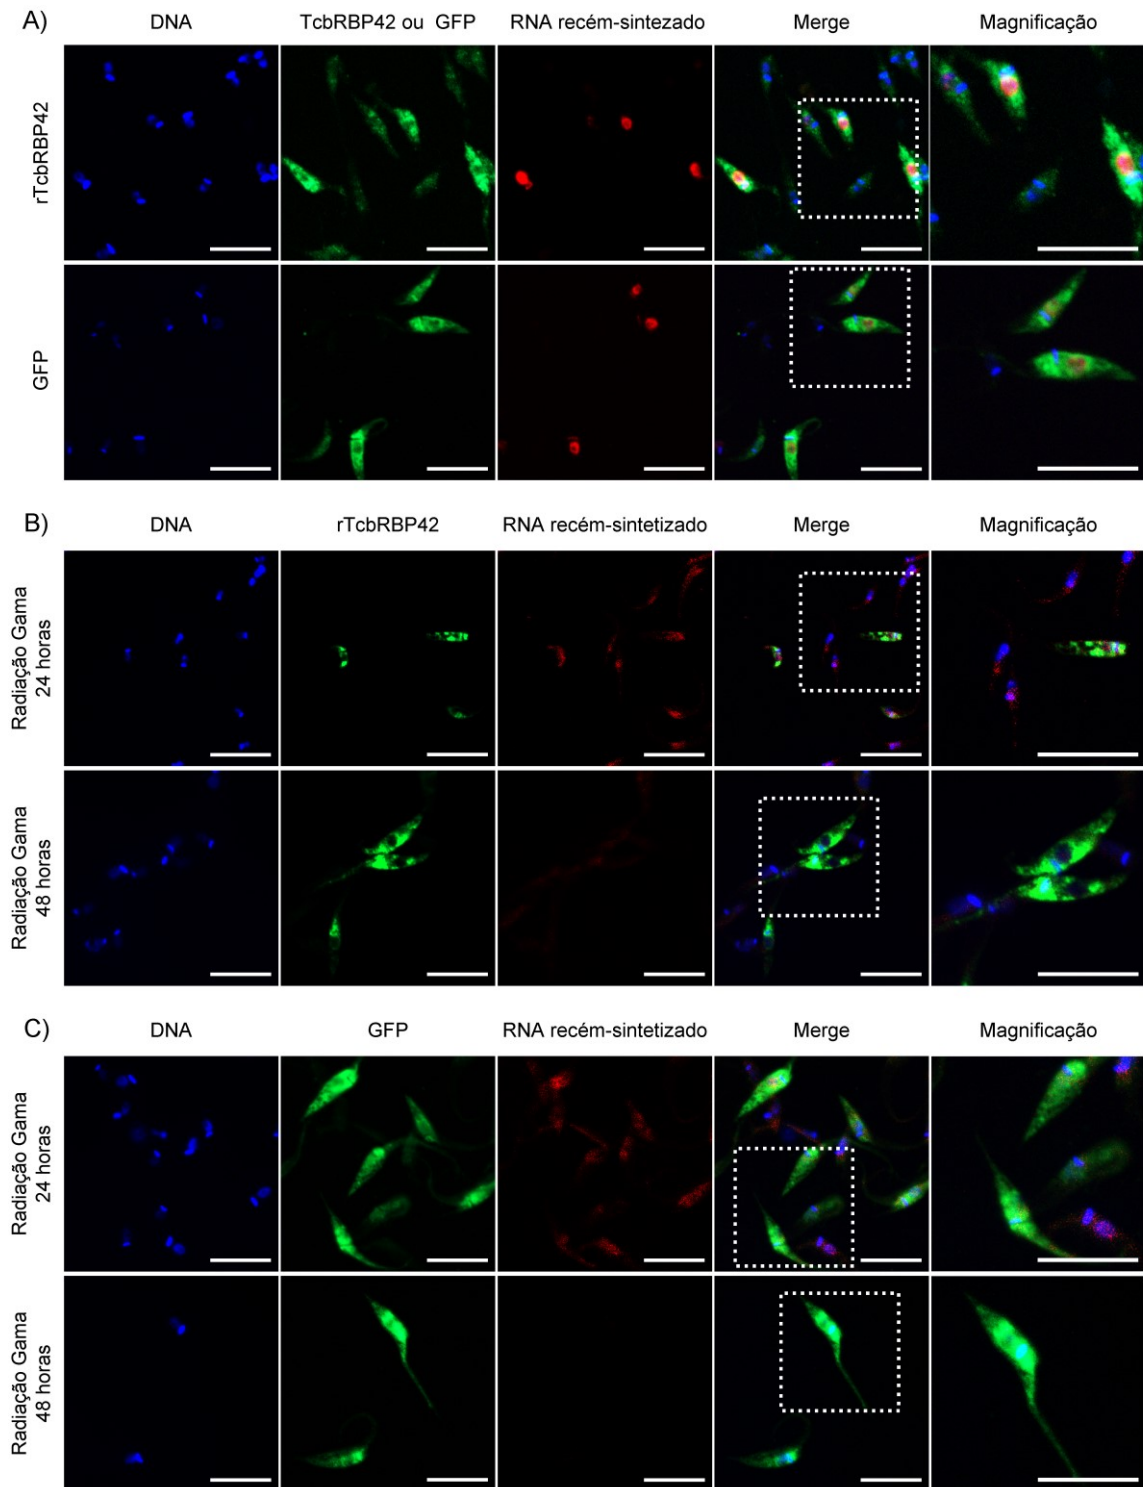 A)
DNA
TcbRBP42 ou GFP
RNA recém-sintezado
Merge
Magnificação
rTcbRBP42
GFP
B)
DNA
rTcbRBP42
RNA recém-sintetizado
Merge
Magnificação
Radiação Gama
24 horas
Radiação Gama
48 horas
C)
DNA
GFP
RNA recém-sintetizado
Merge
Magnificação
Radiação Gama
24 horas
Radiação Gama
48 horas